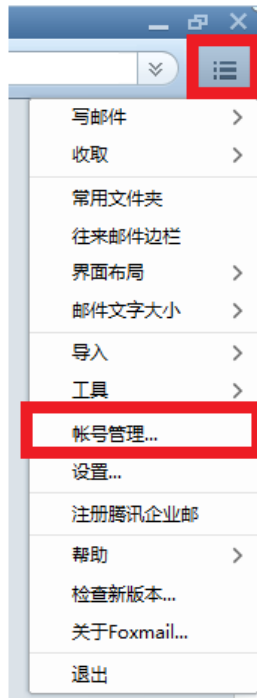 写邮件
收取
常用文件夹
往来邮件边栏
界面布局
邮件文字大小
导入
工具
帐号管理...
设置...
注册腾讯企业邮
帮助
检查新版本...
关于Foxmail...
退出